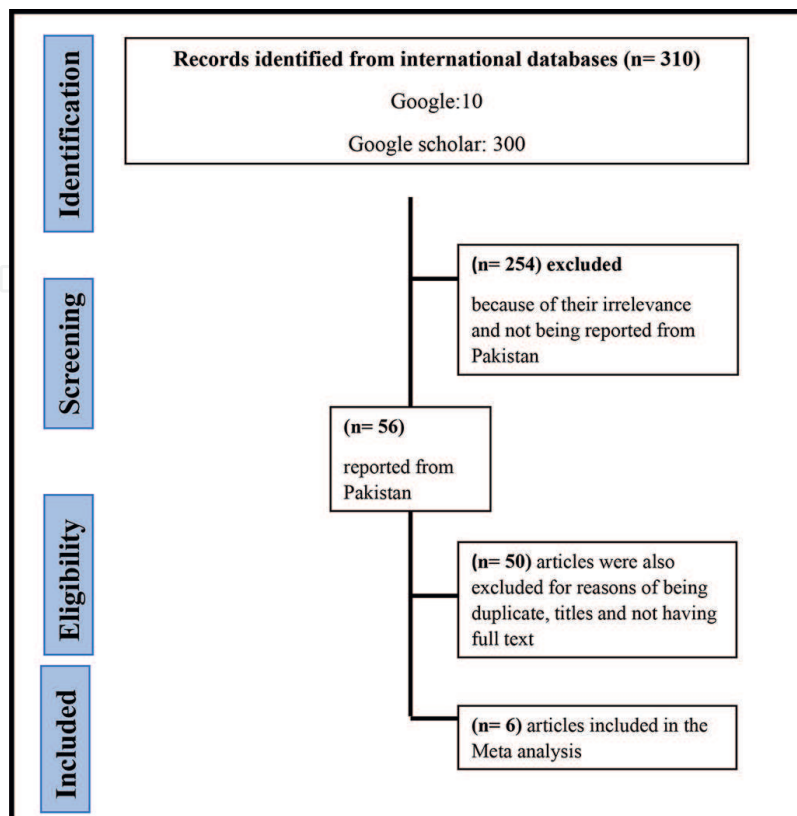 Identification
Records identified from international databases (n= 310)
Google:10
Google scholar: 300
Screening
(n= 254) excluded
because of their irrelevance
and not being reported from
Pakistan
(n= 56)
reported from
Pakistan
Eligibility
(n= 50) articles were also
excluded for reasons of being
duplicate, titles and not having
full text
Included
(n= 6) articles included in the
Meta analysis